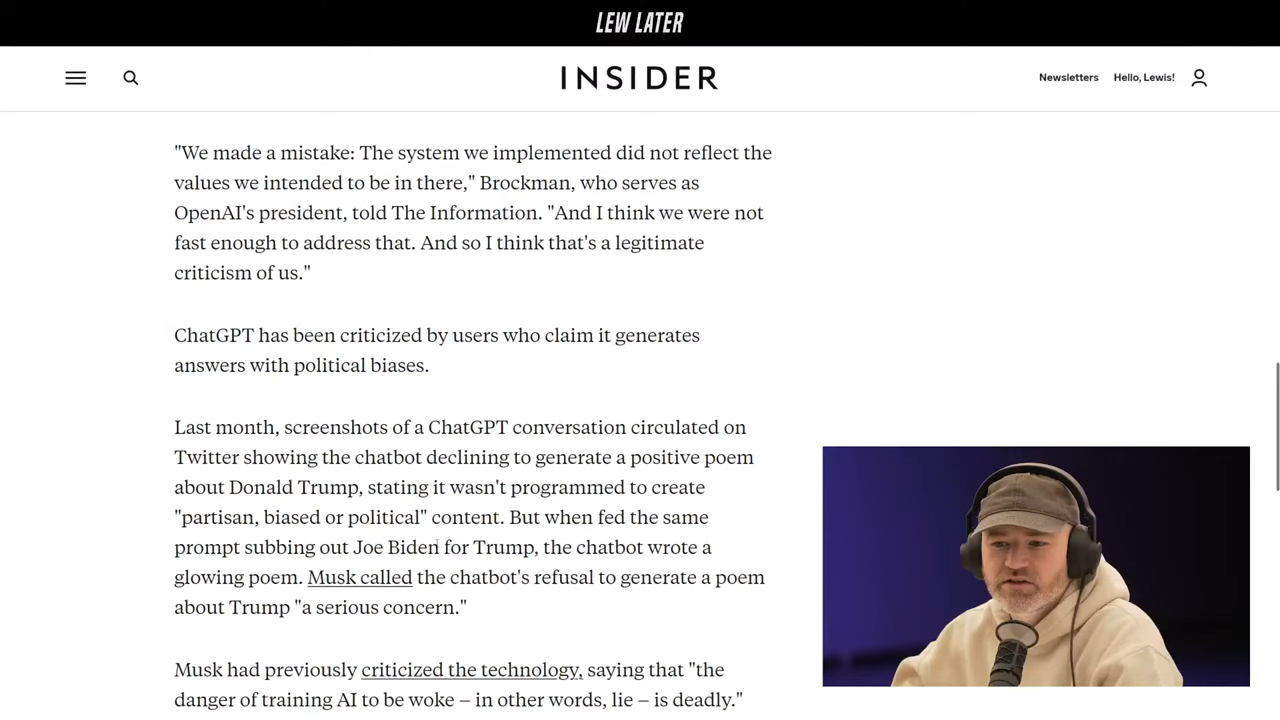 LEW LATER
INSIDER
Newsletters Hello, Lewis!
"We made a mistake: The system we implemented did not reflect the
values we intended to be in there," Brockman, who serves as
OpenAI's president, told The Information. "And I think we were not
fast enough to address that. And so I think that's a legitimate
criticism of us."
ChatGPT has been criticized by users who claim it generates
answers with political biases.
Last month, screenshots of a ChatGPT conversation circulated on
Twitter showing the chatbot declining to generate a positive poem
about Donald Trump, stating it wasn't programmed to create
"partisan, biased or political" content. But when fed the same
prompt subbing out Joe Biden for Trump, the chatbot wrote a
glowing poem. Musk called the chatbot's refusal to generate a poem
about Trump "a serious concern."
Musk had previously criticized the technology, saying that "the
danger of training AI to be woke – in other words, lie – is deadly."